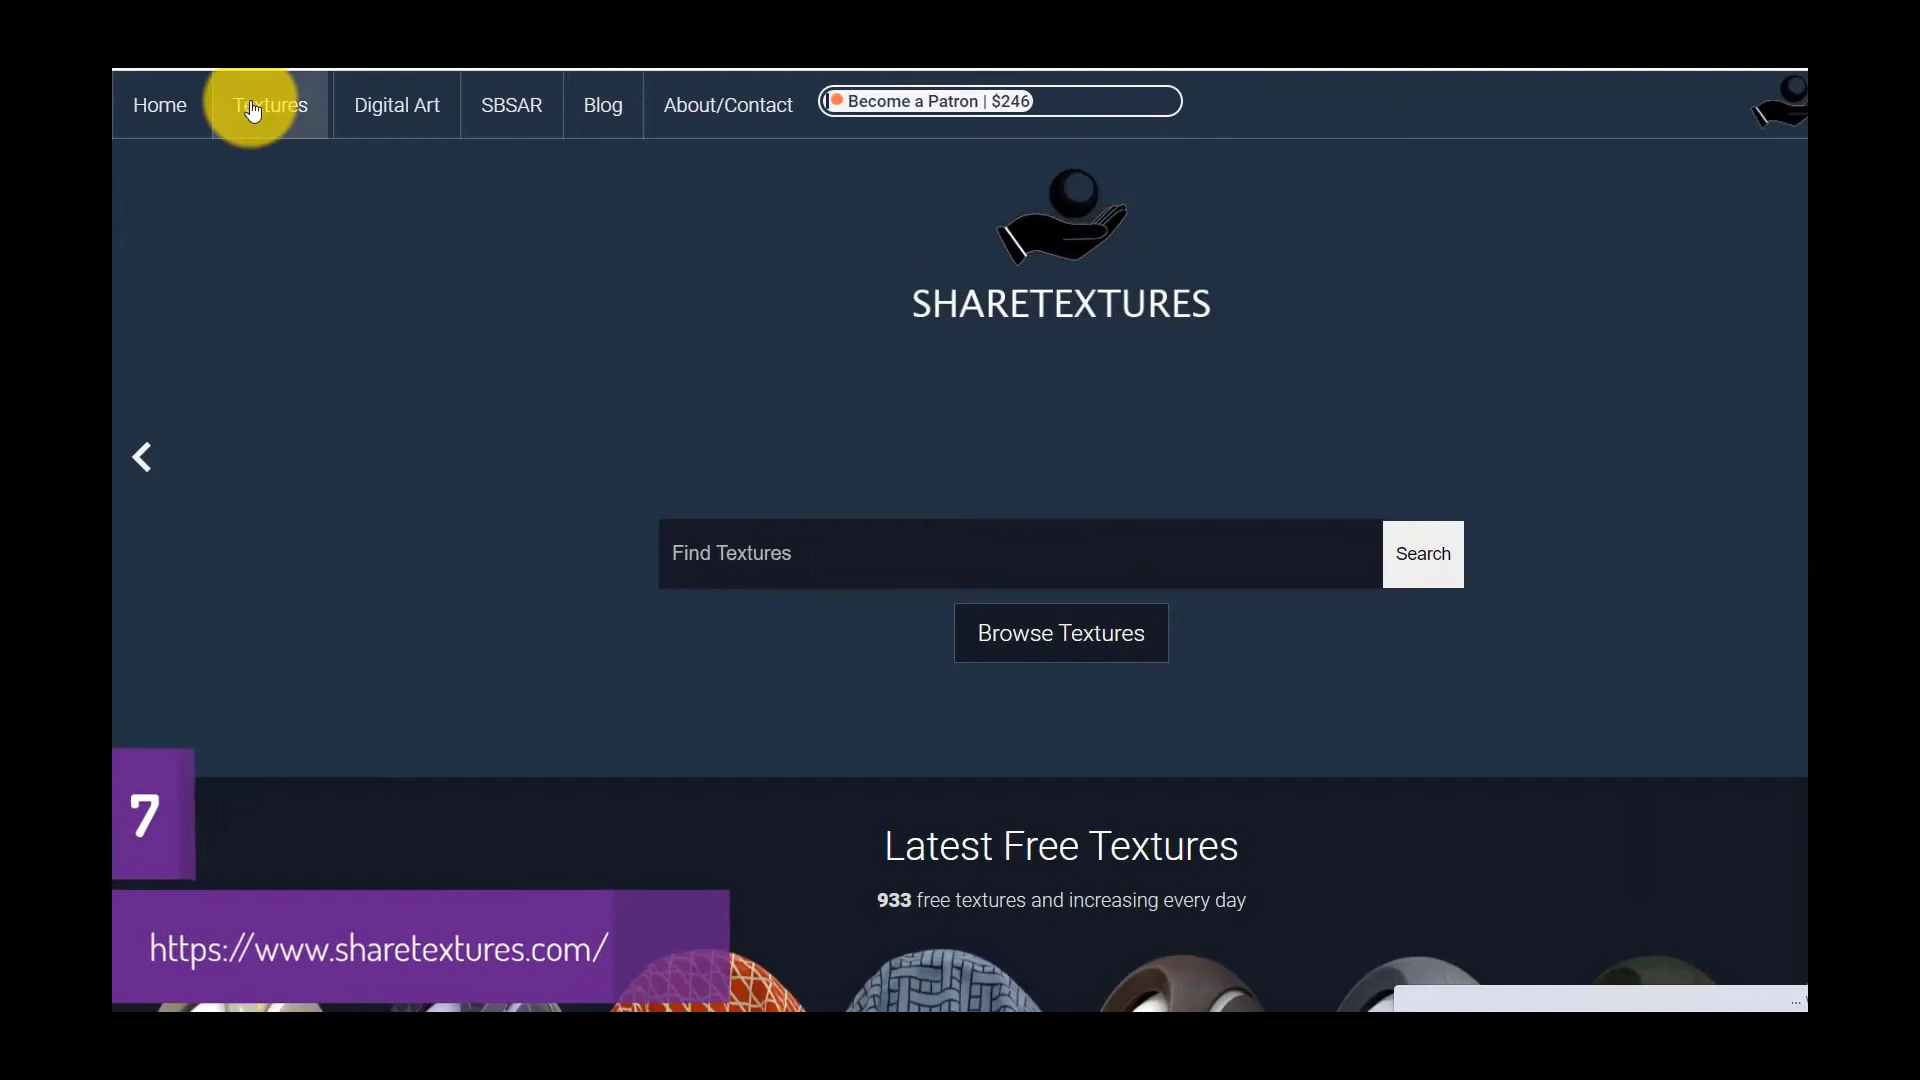 Home Textures Digital Art SBSAR Blog About/Contact Become a Patron | $246
SHARETEXTURES
Find Textures Search
Browse Textures
7
Latest Free Textures
933 free textures and increasing every day
https://www.sharetextures.com/
...